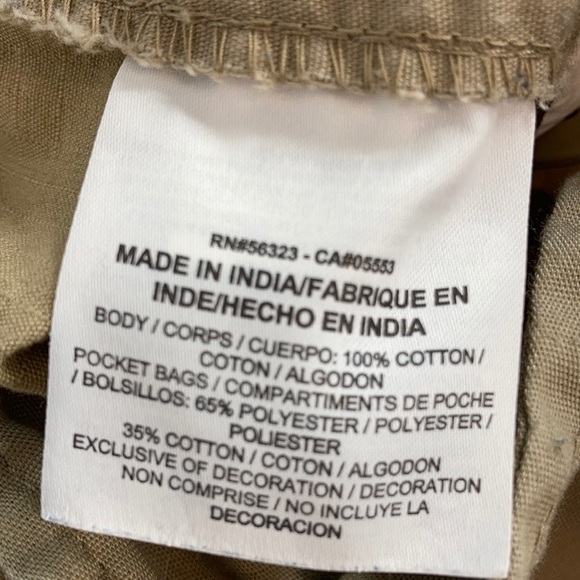 RN#56323 - CA#05553
MADE IN INDIA/FABRIQUE EN
INDE/HECHO EN INDIA
BODY / CORPS / CUERPO: 100% COTTON /
COTON / ALGODON
POCKET BAGS / COMPARTIMENTS DE POCHE
/ BOLSILLOS: 65% POLYESTER / POLYESTER /
POLIESTER
35% COTTON / COTON / ALGODON
EXCLUSIVE OF DECORATION / DECORATION
NON COMPRISE / NO INCLUYE LA
DECORACION